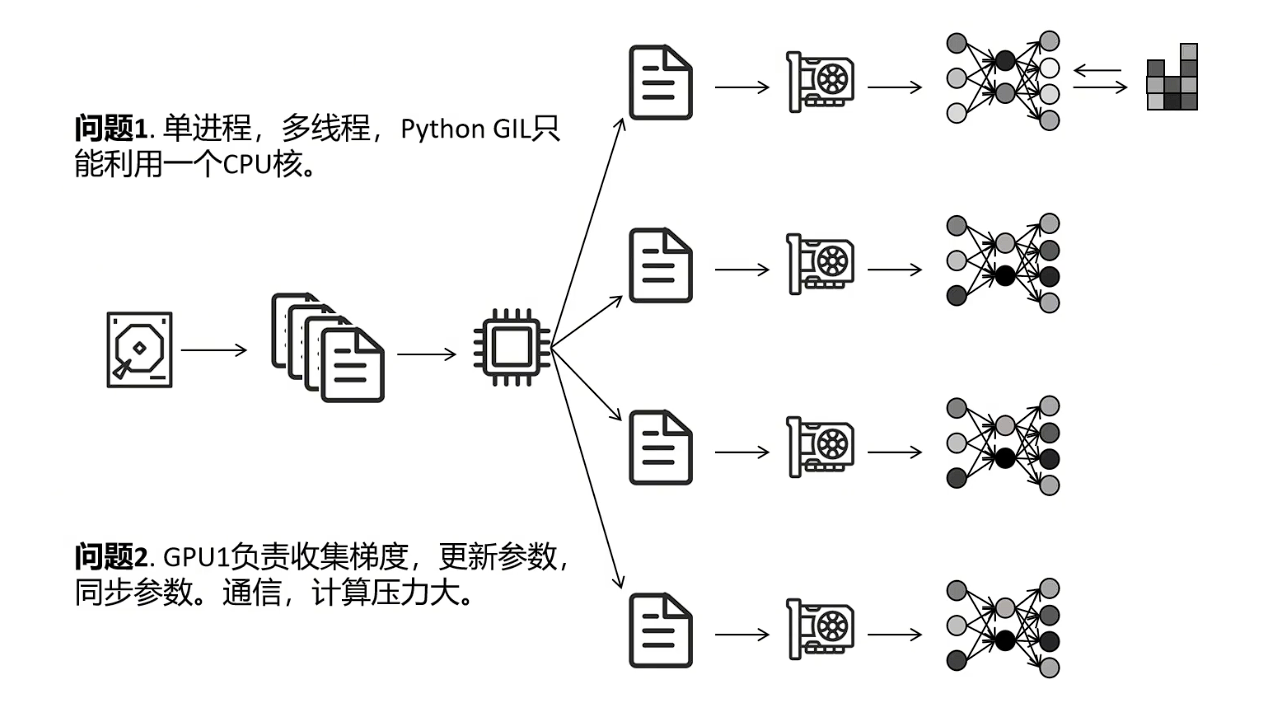 问题1. 单进程，多线程，Python GIL只
能利用一个CPU核。
问题2. GPU1负责收集梯度，更新参数，
同步参数。通信，计算压力大。